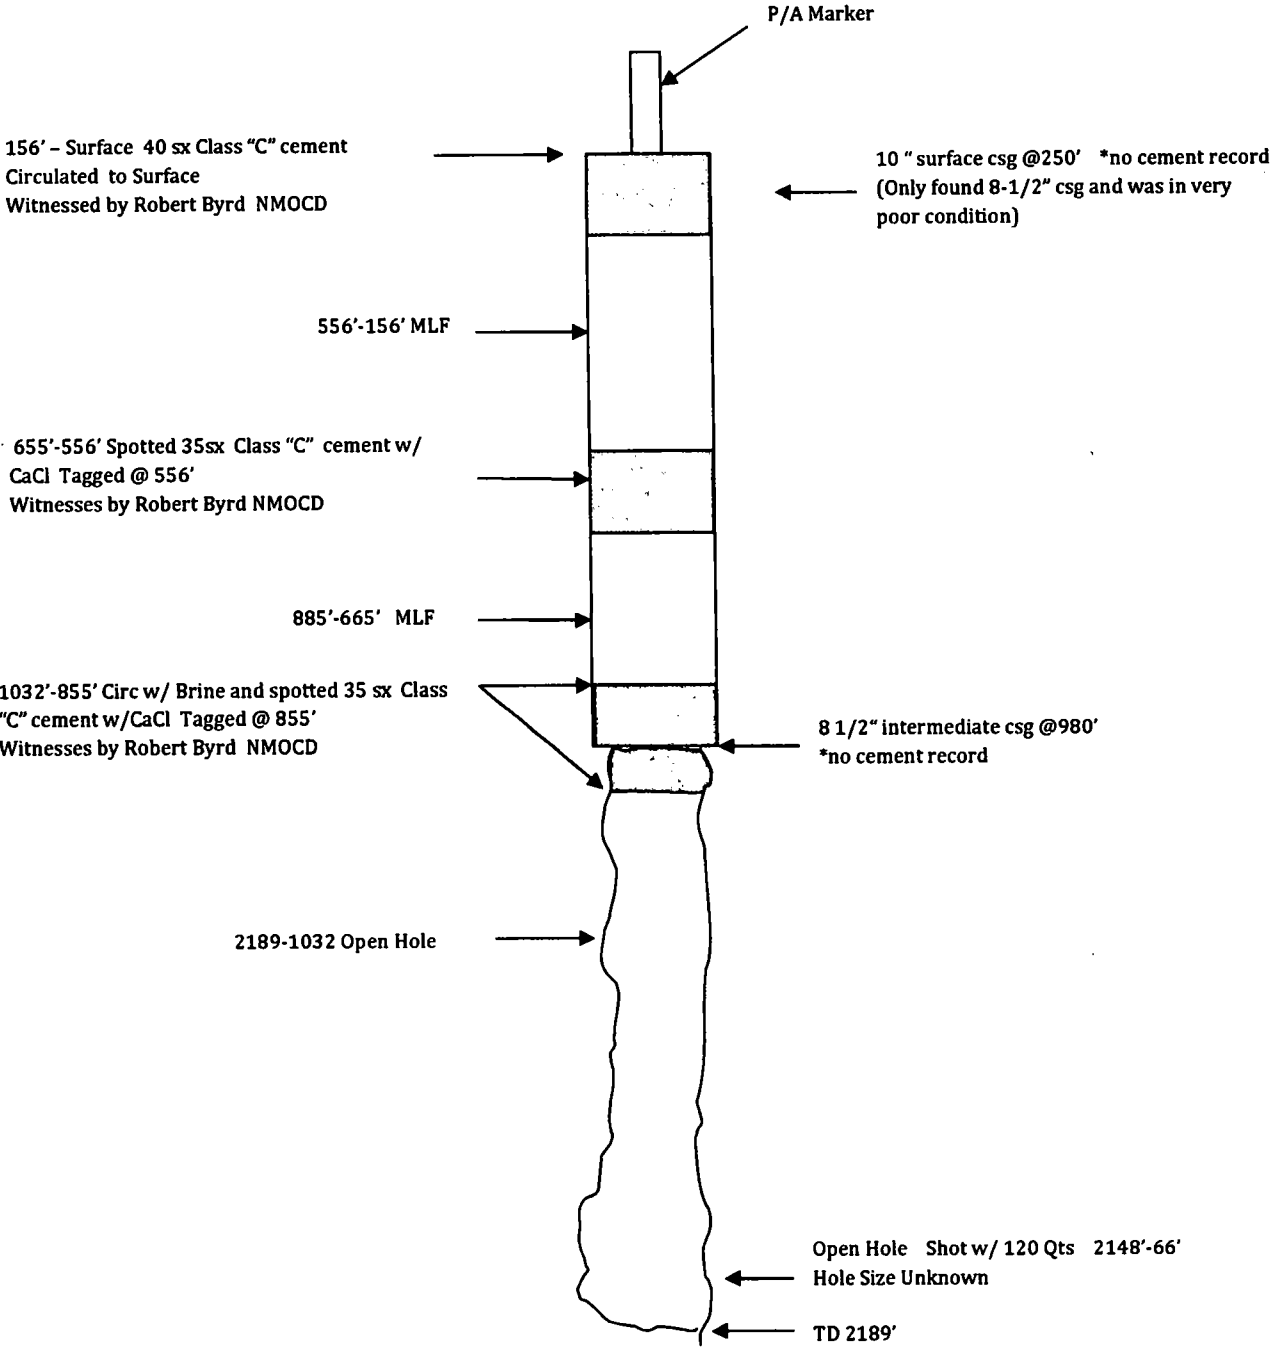 P/A Marker
156’ – Surface 40 sx Class “C” cement
Circulated to Surface
Witnessed by Robert Byrd NMOCD
10 “ surface csg @250’ *no cement record
(Only found 8-1/2” csg and was in very
poor condition)
556’-156’ MLF
655’-556’ Spotted 35sx Class “C” cement w/
CaCl Tagged @ 556’
Witnesses by Robert Byrd NMOCD
885’-665’ MLF
1032’-855’ Circ w/ Brine and spotted 35 sx Class
“C” cement w/CaCl Tagged @ 855’
Witnesses by Robert Byrd NMOCD
8 1/2“ intermediate csg @980’
*no cement record
2189-1032 Open Hole
Open Hole Shot w/ 120 Qts 2148’-66’
Hole Size Unknown
TD 2189’